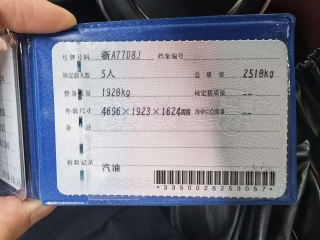 号牌号码 浙A77D8J 档案编号
核定载人数 5人 总质量 2510kg
整备质量 1920kg 核定载质量 --
外廓尺寸 4696×1923×1624mm 准牵引总质量 --
备注
检验记录 汽油
*3350028253057*